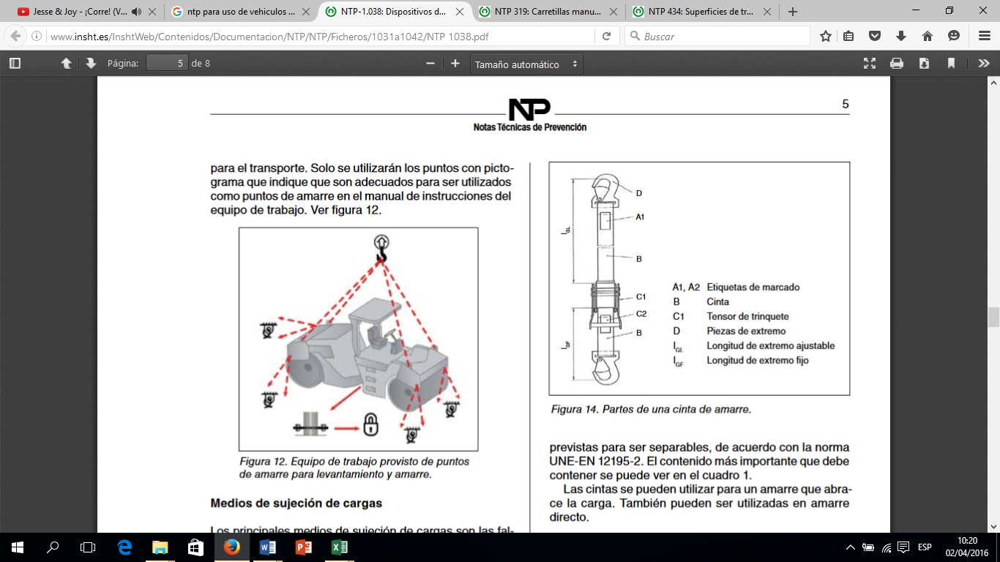 Jesse & Joy - ¡Corre! (V...
ntp para uso de vehiculos ...
NTP-1.038: Dispositivos d...
NTP 319: Carretillas manu...
NTP 434: Superficies de tr...
www.insht.es/InshtWeb/Contenidos/Documentacion/NTP/NTP/Ficheros/1031a1042/NTP 1038.pdf
Buscar
Página: 5 de 8
Tamaño automático
NP
5
Notas Técnicas de Prevención
para el transporte. Solo se utilizarán los puntos con picto-
grama que indique que son adecuados para ser utilizados
como puntos de amarre en el manual de instrucciones del
equipo de trabajo. Ver figura 12.
Figura 12. Equipo de trabajo provisto de puntos
de amarre para levantamiento y amarre.
Medios de sujeción de cargas
Los principales medios de sujeción de cargas son las fal-
D
A1
lGL
B
C1
C2
B
lGF
A1, A2 Etiquetas de marcado
B Cinta
C1 Tensor de trinquete
D Piezas de extremo
lGL Longitud de extremo ajustable
lGF Longitud de extremo fijo
Figura 14. Partes de una cinta de amarre.
previstas para ser separables, de acuerdo con la norma
UNE-EN 12195-2. El contenido más importante que debe
contener se puede ver en el cuadro 1.
Las cintas se pueden utilizar para un amarre que abra-
ce la carga. También pueden ser utilizadas en amarre
directo.
ESP
10:20
02/04/2016